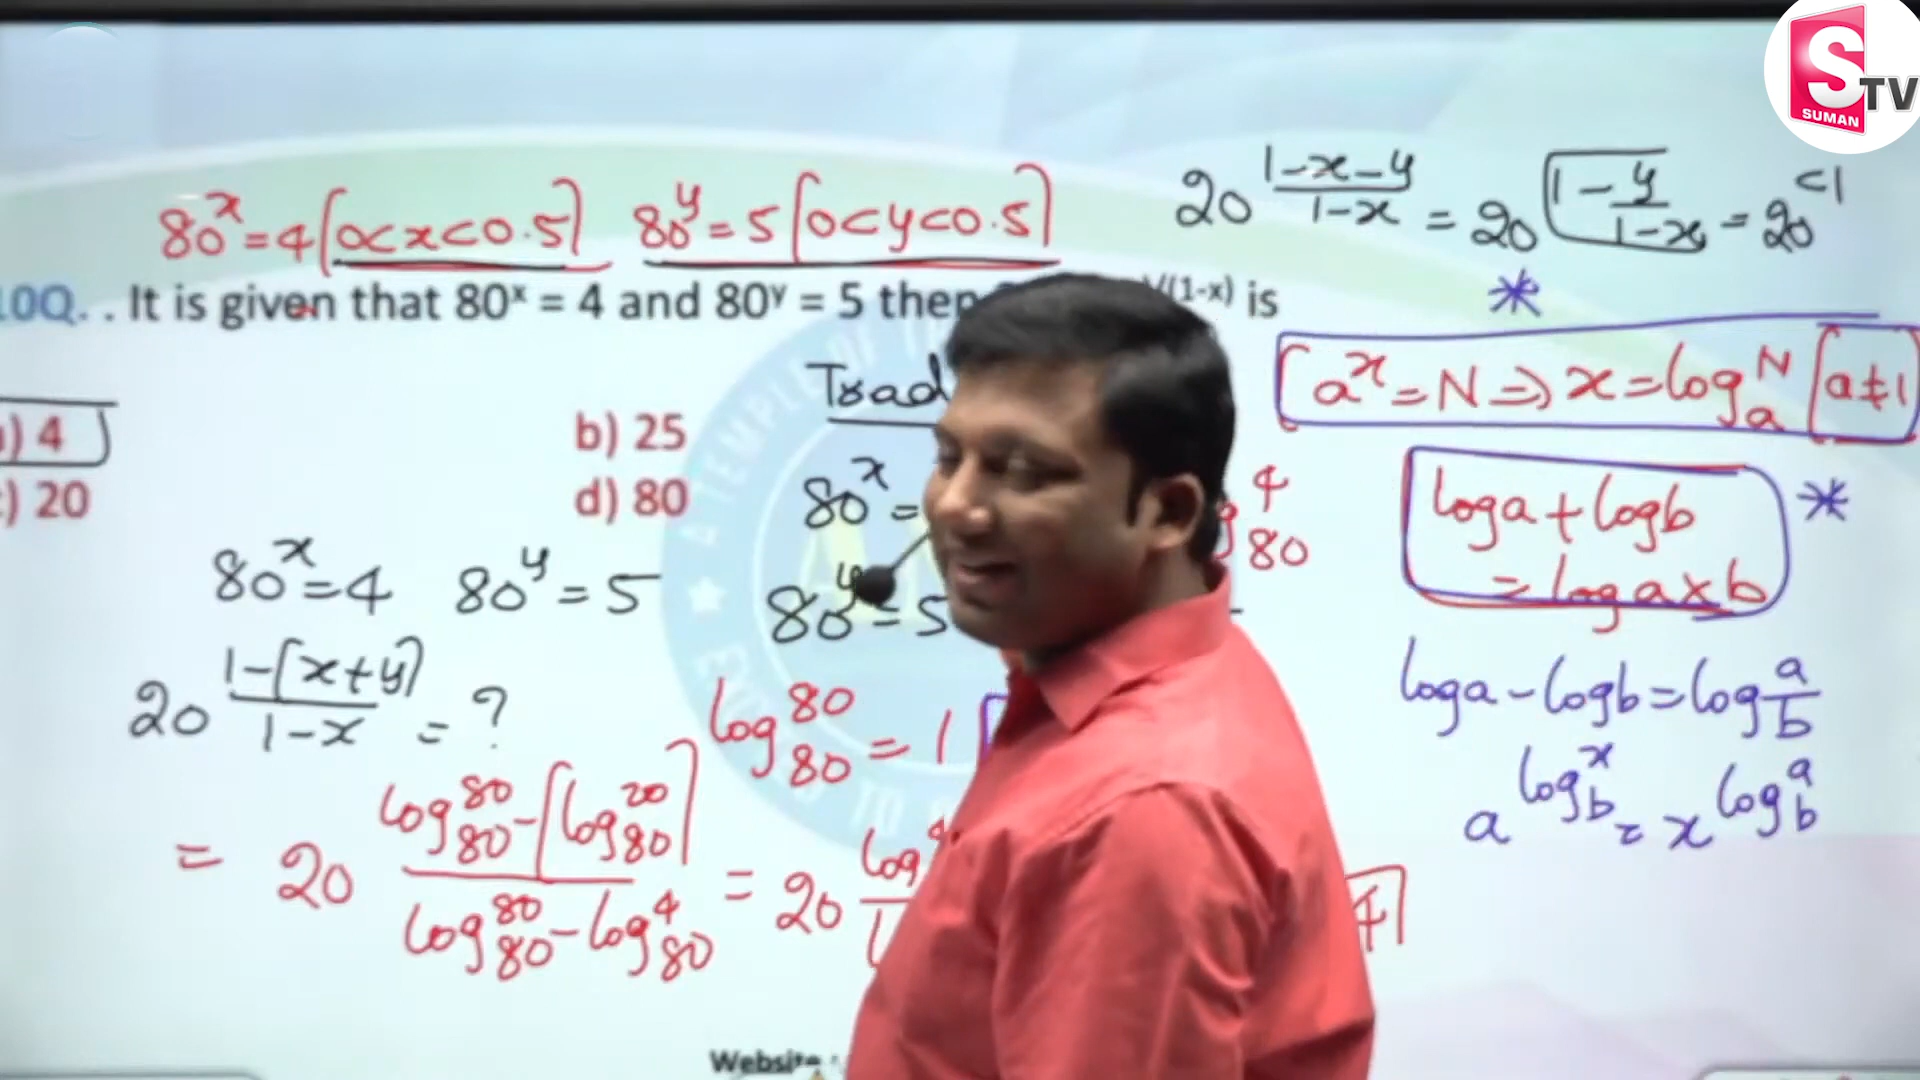 S TV
SUMAN
80^x = 4 (0<x<0.5) 80^y = 5 (0<y<0.5)
20^((1-x-y)/(1-x)) = 20^(1 - y/(1-x)) = 20^(<1)
10Q. . It is given that 80ˣ = 4 and 80ʸ = 5 then (1-x) is
*
a^x = N ⇒ x = log_a^N (a≠1
Trad
) 4
b) 25
) 20
d) 80
80^x =
4
80
log a + log b
= log a×b
*
80^x = 4 80^y = 5
80^y = 5
20^((1-(x+y))/(1-x)) = ?
log_80^80 = 1
log a - log b = log a/b
a^(log_b^x) = x^(log_b^a)
= 20^((log_80^80 - (log_80^20))/(log_80^80 - log_80^4)) = 20 log
4
Website :